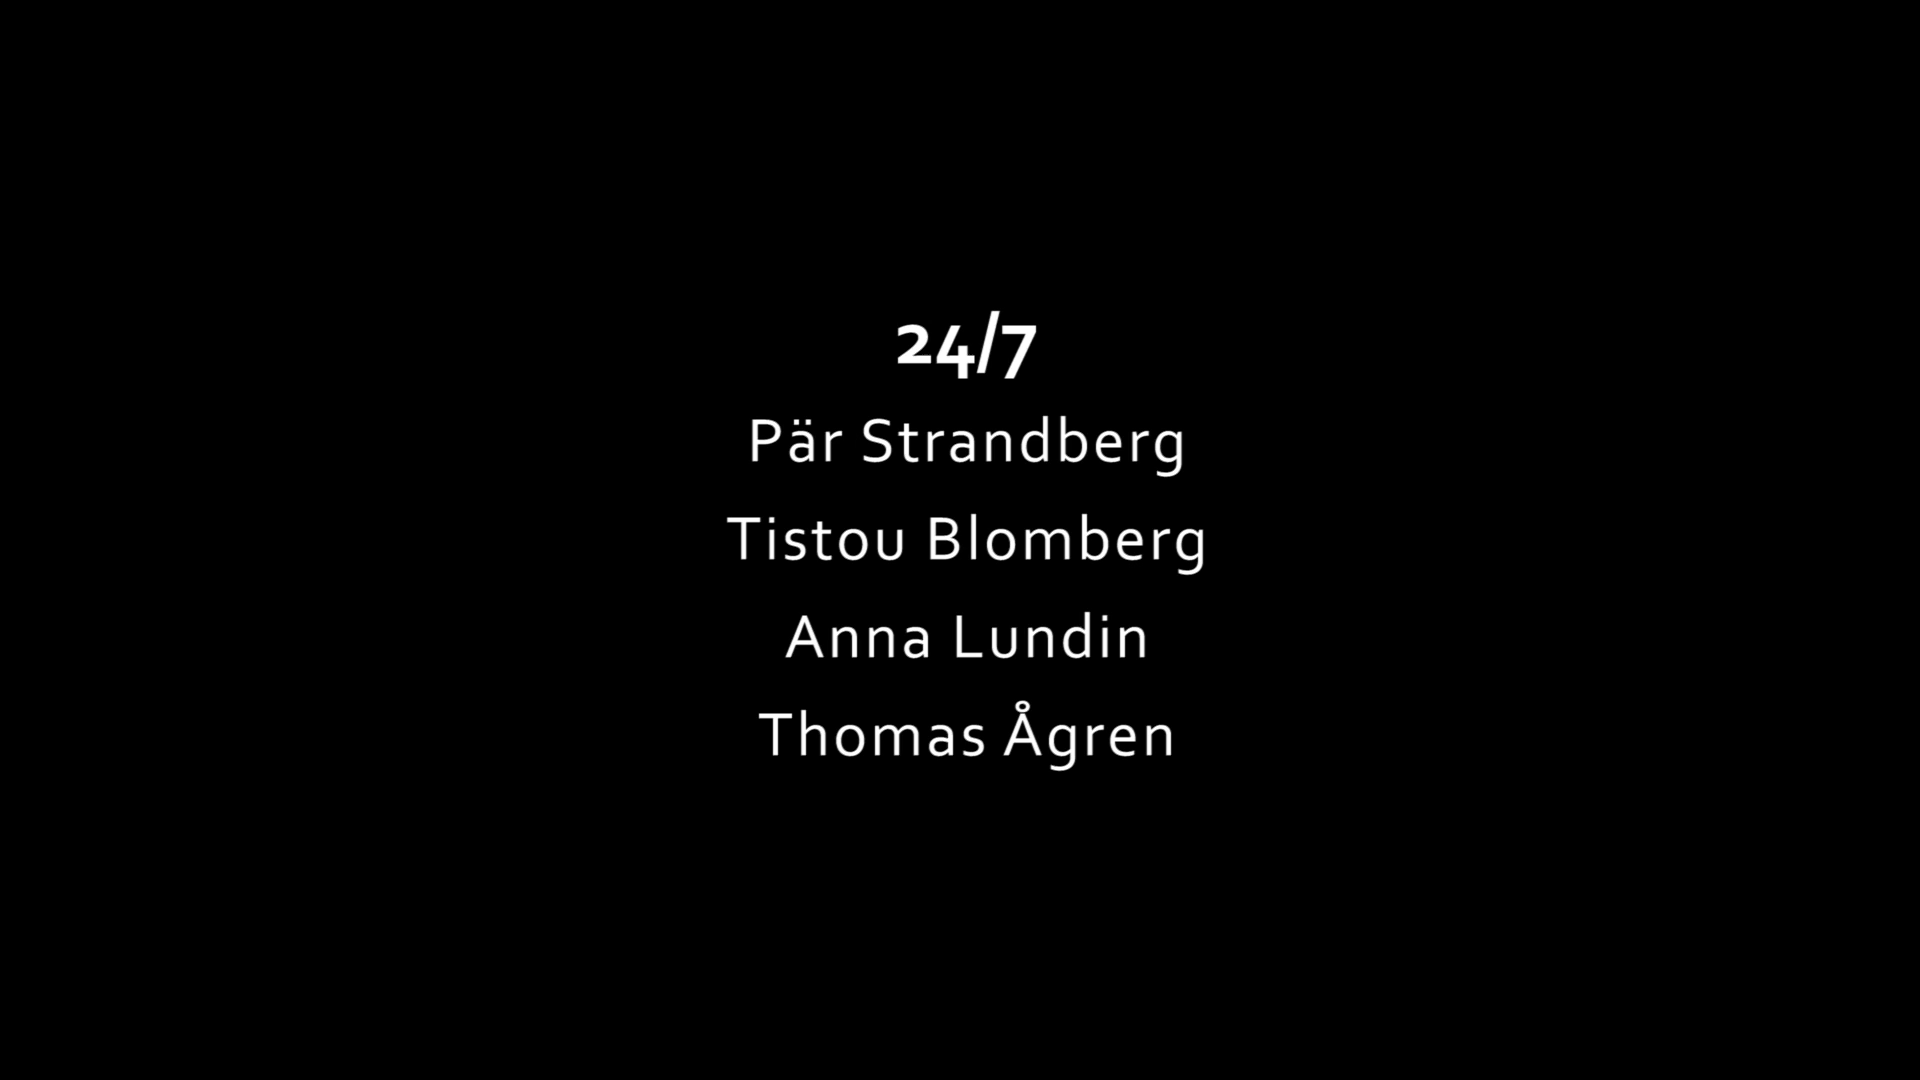 24/7
Pär Strandberg
Tistou Blomberg
Anna Lundin
Thomas Ågren